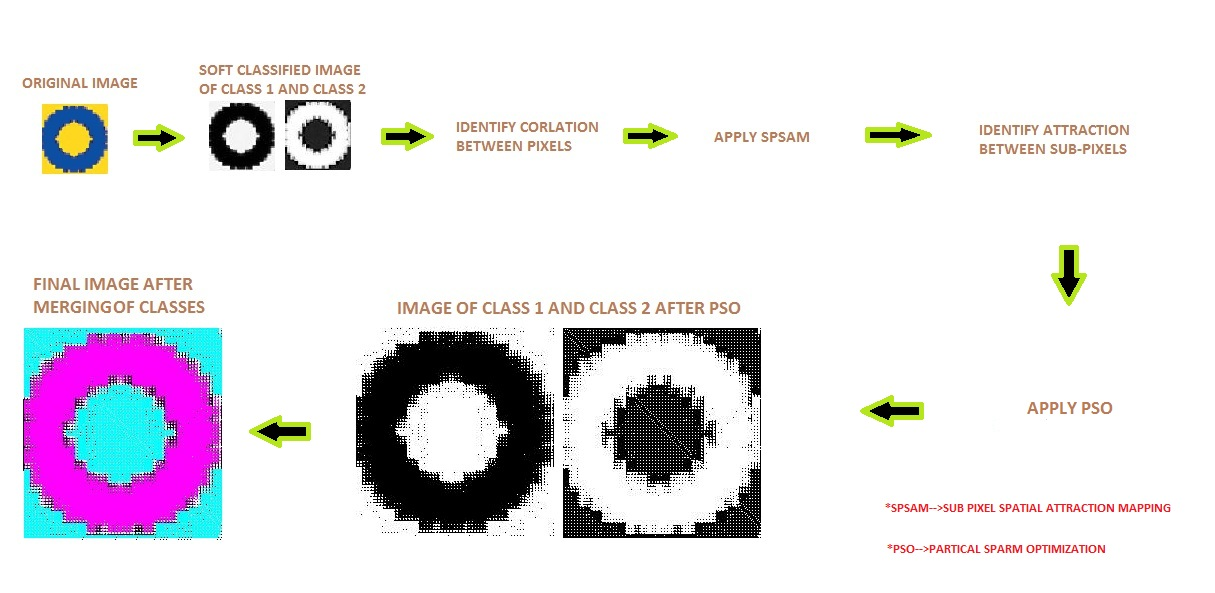 ORIGINAL IMAGE
SOFT CLASSIFIED IMAGE
OF CLASS 1 AND CLASS 2
IDENTIFY CORLATION
BETWEEN PIXELS
APPLY SPSAM
IDENTIFY ATTRACTION
BETWEEN SUB-PIXELS
FINAL IMAGE AFTER
MERGING OF CLASSES
IMAGE OF CLASS 1 AND CLASS 2 AFTER PSO
APPLY PSO
*SPSAM-->SUB PIXEL SPATIAL ATTRACTION MAPPING
*PSO-->PARTICAL SPARM OPTIMIZATION